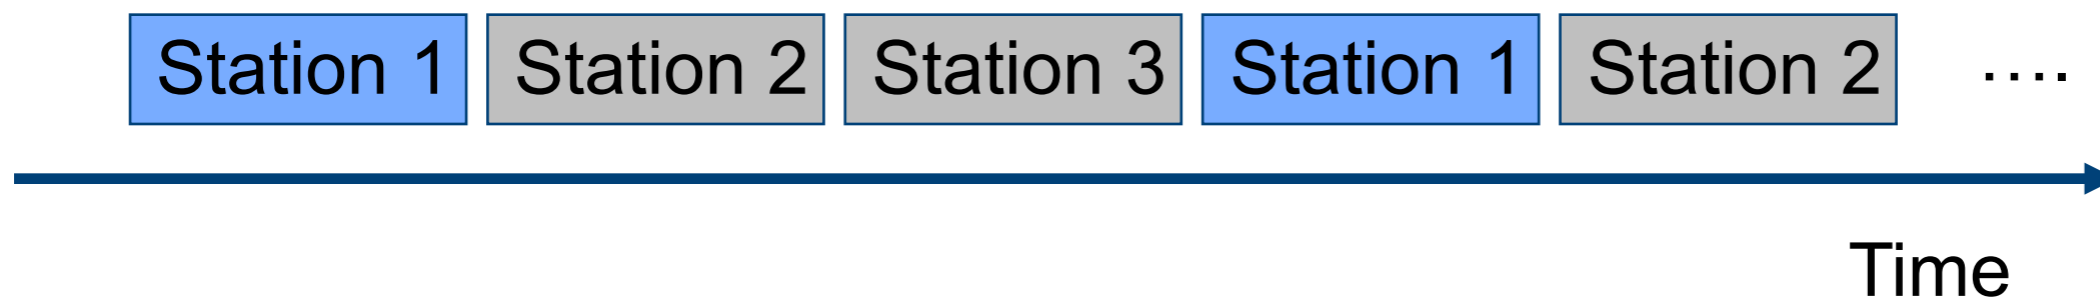 Station 1 Station 2 Station 3 Station 1 Station 2 ....
Time